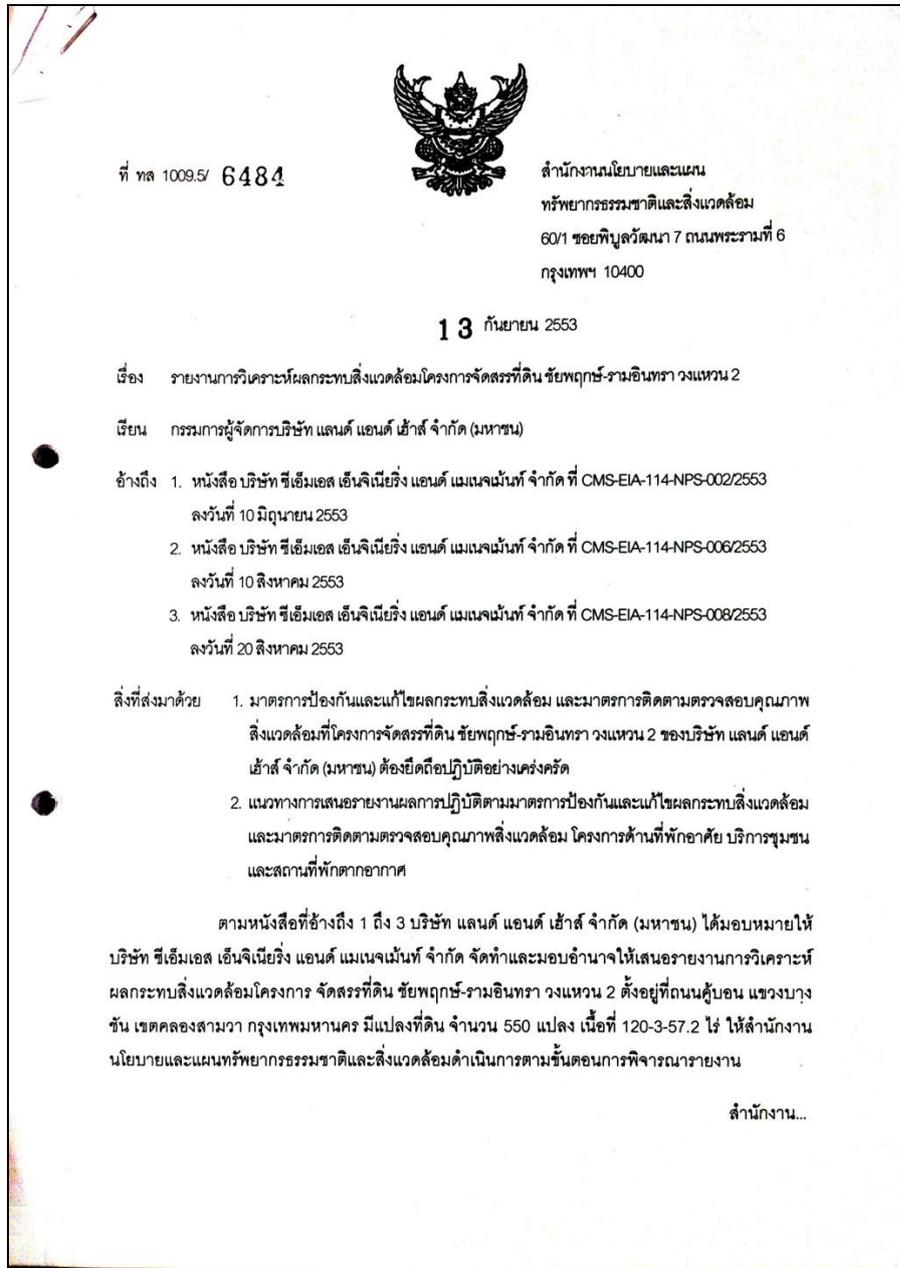 ที่ ทส 1009.5/ 6484
สำนักงานนโยบายและแผน
ทรัพยากรธรรมชาติและสิ่งแวดล้อม
60/1 ซอยพิบูลวัฒนา 7 ถนนพระรามที่ 6
กรุงเทพฯ 10400
13 กันยายน 2553
เรื่อง รายงานการวิเคราะห์ผลกระทบสิ่งแวดล้อมโครงการจัดสรรที่ดิน ชัยพฤกษ์-รามอินทรา วงแหวน 2
เรียน กรรมการผู้จัดการบริษัท แลนด์ แอนด์ เฮ้าส์ จำกัด (มหาชน)
อ้างถึง 1. หนังสือ บริษัท ซีเอ็มเอส เอ็นจิเนียริ่ง แอนด์ แมเนจเม้นท์ จำกัด ที่ CMS-EIA-114-NPS-002/2553
ลงวันที่ 10 มิถุนายน 2553
2. หนังสือ บริษัท ซีเอ็มเอส เอ็นจิเนียริ่ง แอนด์ แมเนจเม้นท์ จำกัด ที่ CMS-EIA-114-NPS-006/2553
ลงวันที่ 10 สิงหาคม 2553
3. หนังสือ บริษัท ซีเอ็มเอส เอ็นจิเนียริ่ง แอนด์ แมเนจเม้นท์ จำกัด ที่ CMS-EIA-114-NPS-008/2553
ลงวันที่ 20 สิงหาคม 2553
สิ่งที่ส่งมาด้วย 1. มาตรการป้องกันและแก้ไขผลกระทบสิ่งแวดล้อม และมาตรการติดตามตรวจสอบคุณภาพ
สิ่งแวดล้อมที่โครงการจัดสรรที่ดิน ชัยพฤกษ์-รามอินทรา วงแหวน 2 ของบริษัท แลนด์ แอนด์
เฮ้าส์ จำกัด (มหาชน) ต้องยึดถือปฏิบัติอย่างเคร่งครัด
2. แนวทางการเสนอรายงานผลการปฏิบัติตามมาตรการป้องกันและแก้ไขผลกระทบสิ่งแวดล้อม
และมาตรการติดตามตรวจสอบคุณภาพสิ่งแวดล้อม โครงการด้านที่พักอาศัย บริการชุมชน
และสถานที่พักตากอากาศ
ตามหนังสือที่อ้างถึง 1 ถึง 3 บริษัท แลนด์ แอนด์ เฮ้าส์ จำกัด (มหาชน) ได้มอบหมายให้
บริษัท ซีเอ็มเอส เอ็นจิเนียริ่ง แอนด์ แมเนจเม้นท์ จำกัด จัดทำและมอบอำนาจให้เสนอรายงานการวิเคราะห์
ผลกระทบสิ่งแวดล้อมโครงการ จัดสรรที่ดิน ชัยพฤกษ์-รามอินทรา วงแหวน 2 ตั้งอยู่ที่ถนนคู้บอน แขวงบาง
ชัน เขตคลองสามวา กรุงเทพมหานคร มีแปลงที่ดิน จำนวน 550 แปลง เนื้อที่ 120-3-57.2 ไร่ ให้สำนักงาน
นโยบายและแผนทรัพยากรธรรมชาติและสิ่งแวดล้อมดำเนินการตามขั้นตอนการพิจารณารายงาน
สำนักงาน...